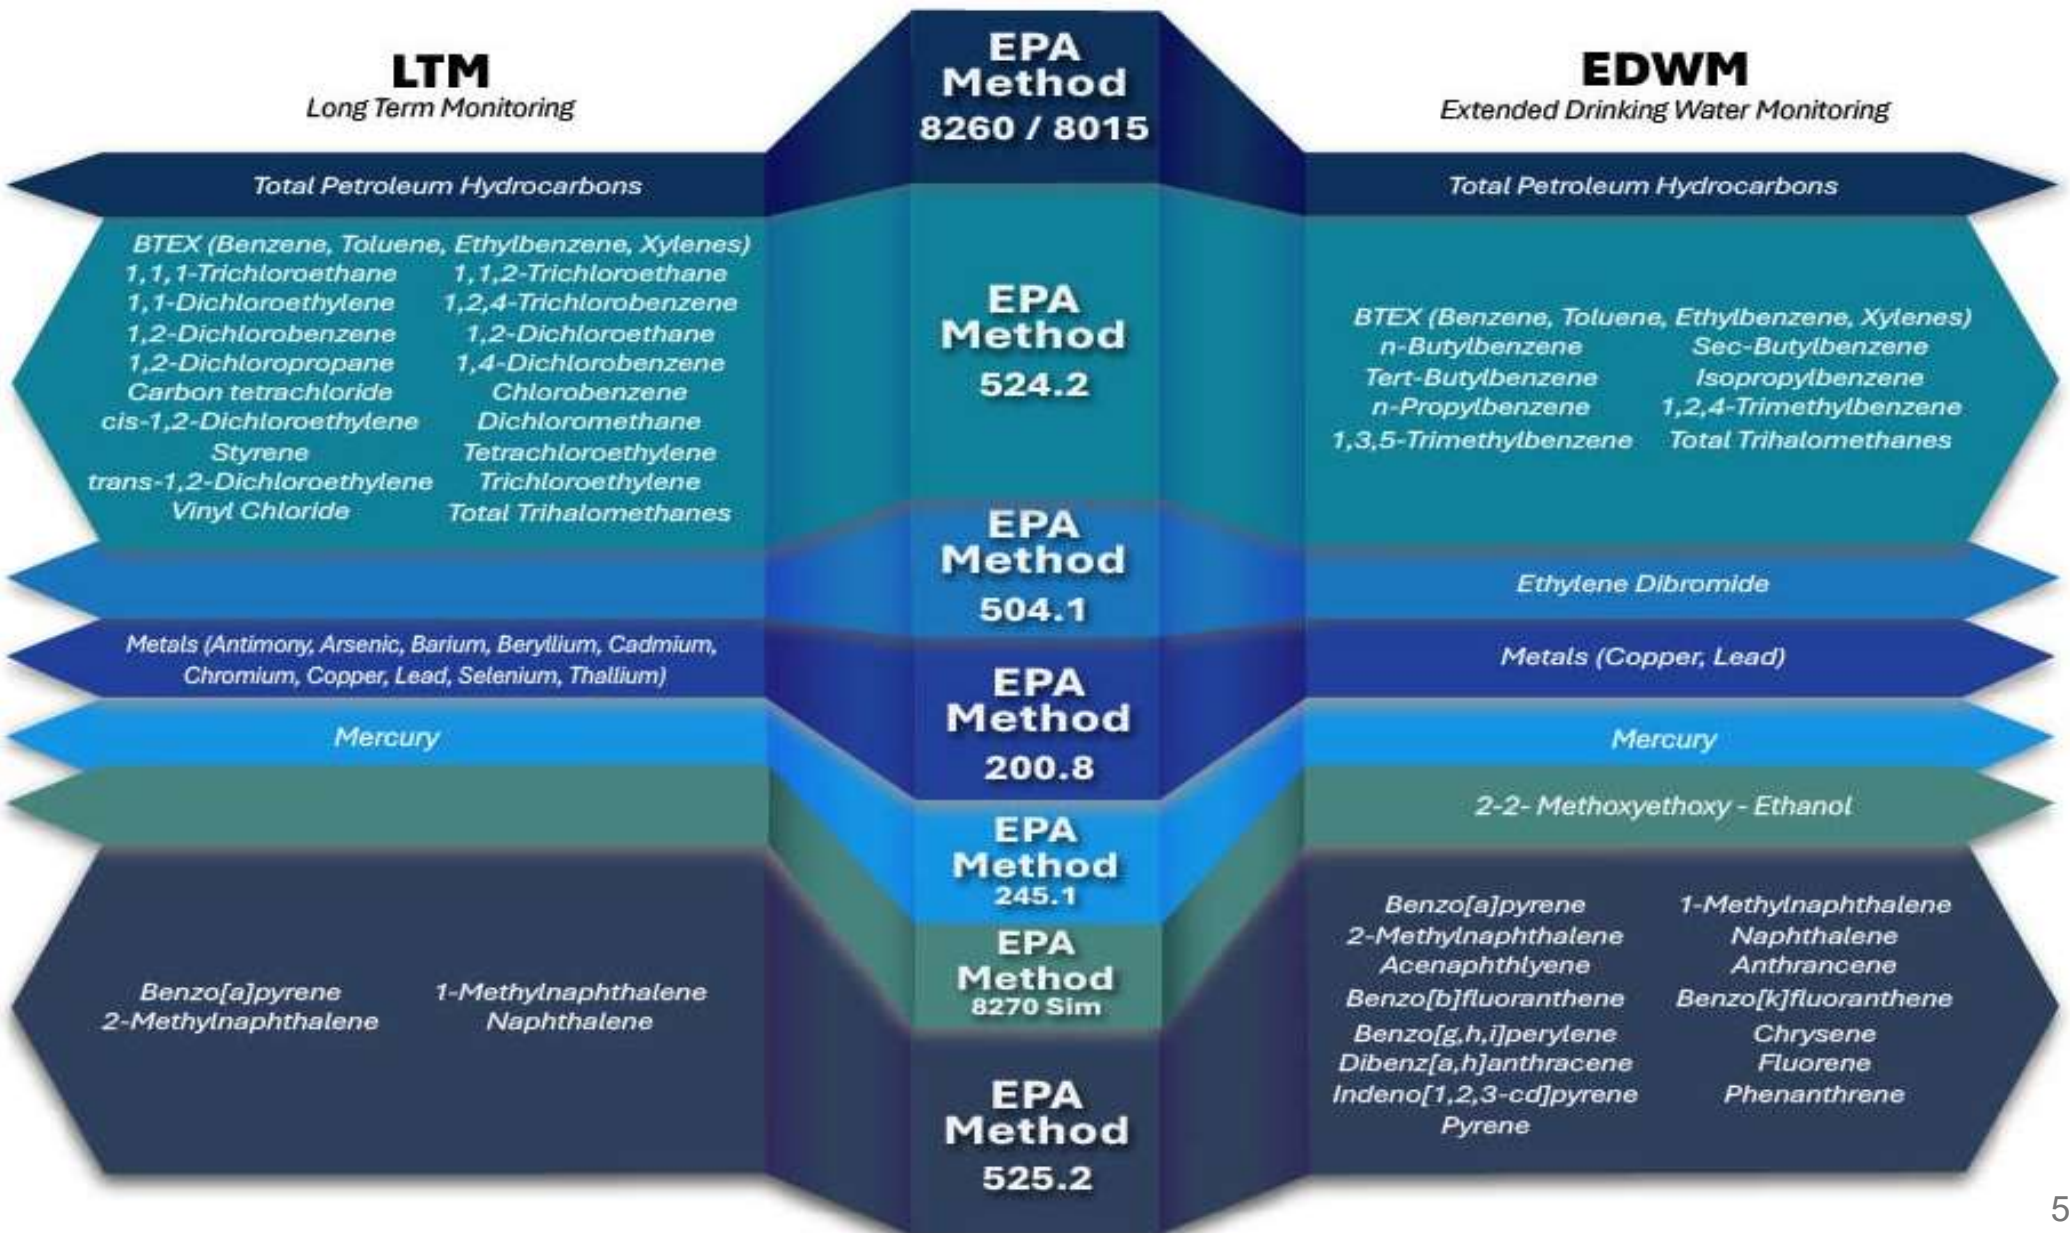 LTM
Long Term Monitoring
EPA
Method
8260 / 8015
EDWM
Extended Drinking Water Monitoring
Total Petroleum Hydrocarbons
Total Petroleum Hydrocarbons
BTEX (Benzene, Toluene, Ethylbenzene, Xylenes)
1,1,1-Trichloroethane 1,1,2-Trichloroethane
1,1-Dichloroethylene 1,2,4-Trichlorobenzene
1,2-Dichlorobenzene 1,2-Dichloroethane
1,2-Dichloropropane 1,4-Dichlorobenzene
Carbon tetrachloride Chlorobenzene
cis-1,2-Dichloroethylene Dichloromethane
Styrene Tetrachloroethylene
trans-1,2-Dichloroethylene Trichloroethylene
Vinyl Chloride Total Trihalomethanes
EPA
Method
524.2
BTEX (Benzene, Toluene, Ethylbenzene, Xylenes)
n-Butylbenzene Sec-Butylbenzene
Tert-Butylbenzene Isopropylbenzene
n-Propylbenzene 1,2,4-Trimethylbenzene
1,3,5-Trimethylbenzene Total Trihalomethanes
EPA
Method
504.1
Ethylene Dibromide
Metals (Antimony, Arsenic, Barium, Beryllium, Cadmium,
Chromium, Copper, Lead, Selenium, Thallium)
EPA
Method
200.8
Metals (Copper, Lead)
Mercury
EPA
Method
245.1
Mercury
EPA
Method
8270 Sim
2-2- Methoxyethoxy - Ethanol
Benzo[a]pyrene 1-Methylnaphthalene
2-Methylnaphthalene Naphthalene
EPA
Method
525.2
Benzo[a]pyrene 1-Methylnaphthalene
2-Methylnaphthalene Naphthalene
Acenaphthlyene Anthrancene
Benzo[b]fluoranthene Benzo[k]fluoranthene
Benzo[g,h,i]perylene Chrysene
Dibenz[a,h]anthracene Fluorene
Indeno[1,2,3-cd]pyrene Phenanthrene
Pyrene
5